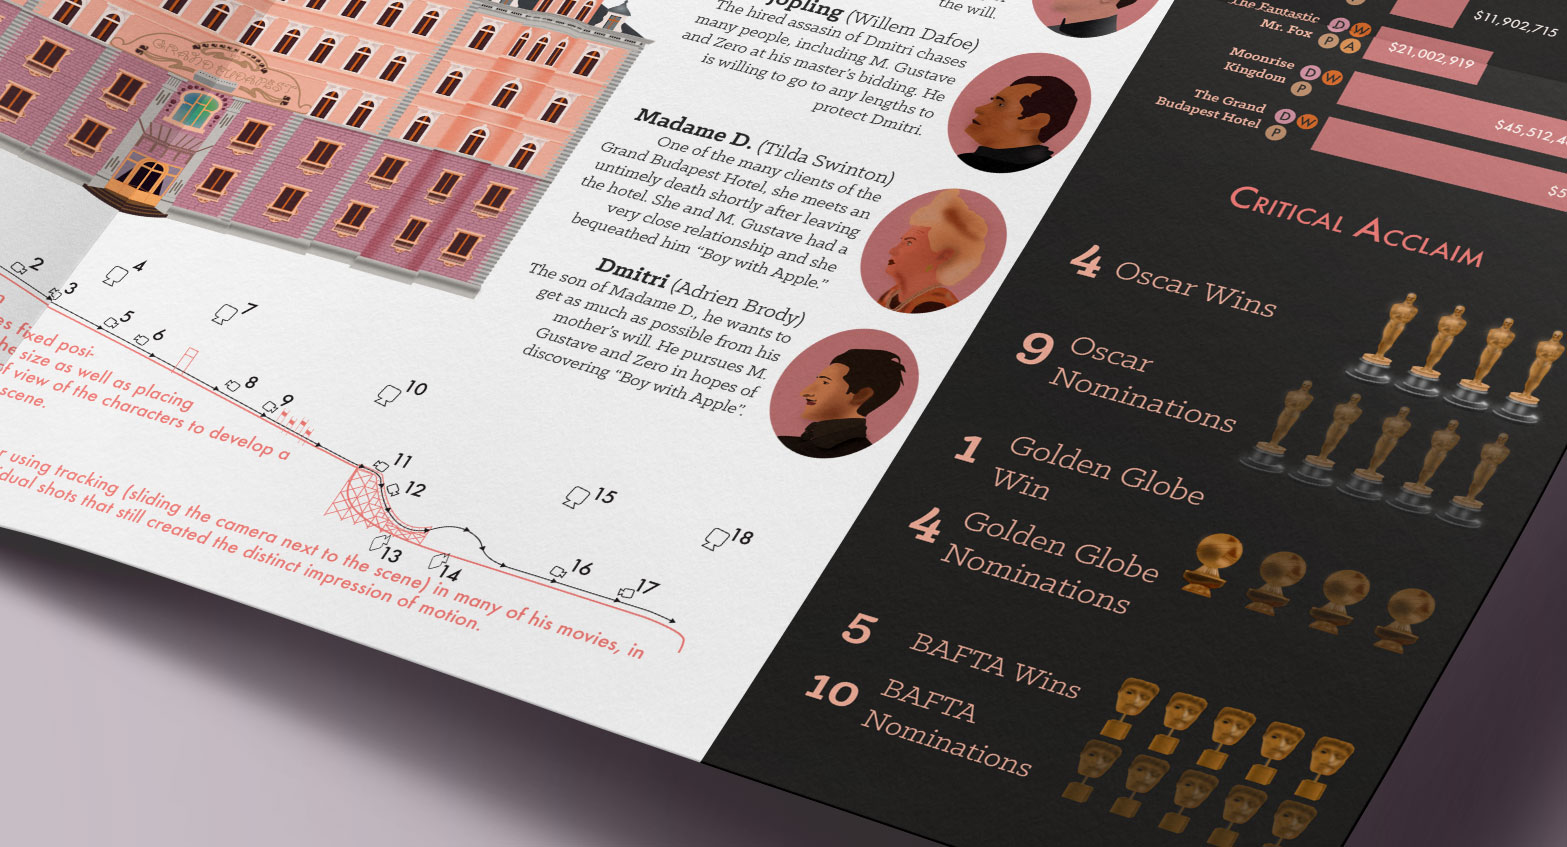 GRAND BUDAPEST
the will.
Jopling (Willem Dafoe)
The hired assasin of Dmitri chases
many people, including M. Gustave
and Zero at his master's bidding. He
is willing to go to any lengths to
protect Dmitri.
Madame D. (Tilda Swinton)
One of the many clients of the
Grand Budapest Hotel, she meets an
untimely death shortly after leaving
the hotel. She and M. Gustave had a
very close relationship and she
bequeathed him “Boy with Apple.”
Dmitri (Adrien Brody)
The son of Madame D., he wants to
get as much as possible from his
mother's will. He pursues M.
Gustave and Zero in hopes of
discovering “Boy with Apple”.
2
3
4
5
6
7
8
9
10
11
12
13
14
15
16
17
18
fixed posi-
size as well as placing
of view of the characters to develop a
scene.
using tracking (sliding the camera next to the scene) in many of his movies, in
shots that still created the distinct impression of motion.
$11,902,715
The Fantastic
Mr. Fox
D W
P A
$21,002,919
Moonrise
Kingdom
D W
P
The Grand
Budapest Hotel
D W
P
Critical Acclaim
4 Oscar Wins
9 Oscar
Nominations
1 Golden Globe
Win
4 Golden Globe
Nominations
5 BAFTA Wins
10 BAFTA
Nominations